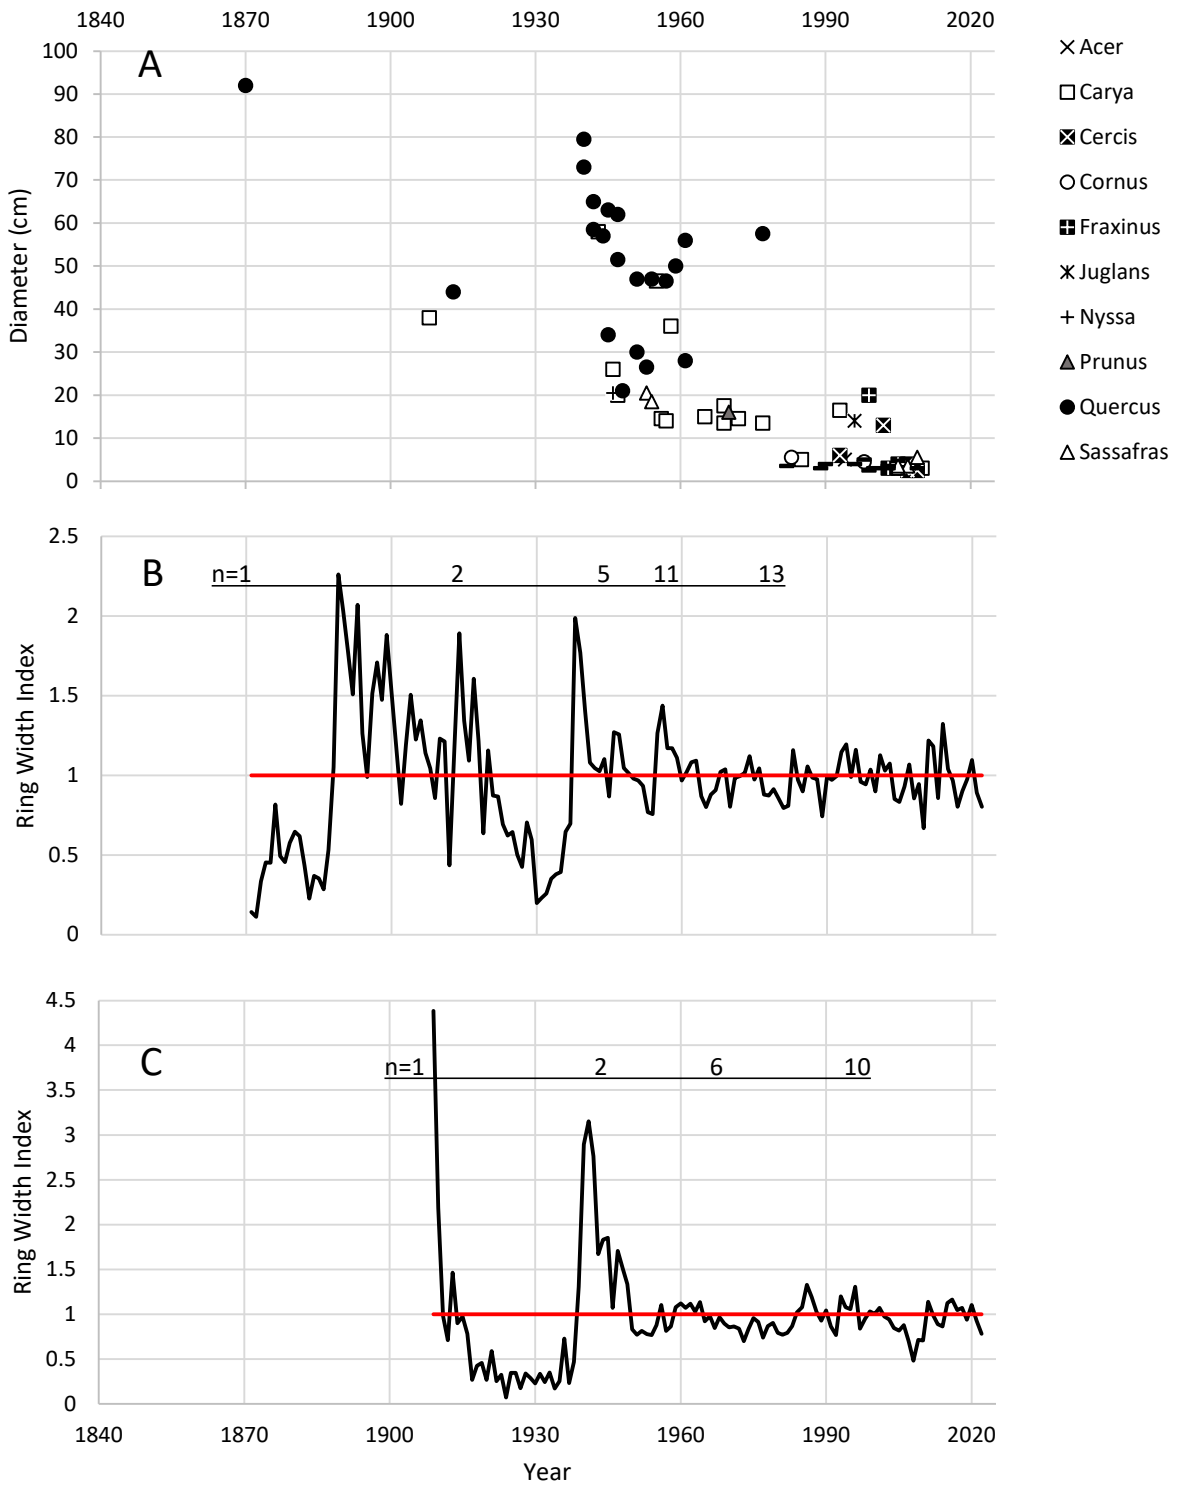 1840 1870 1900 1930 1960 1990 2020
A
100
90
80
70
60
50
40
30
20
10
0
Diameter (cm)
Acer
Carya
Cercis
Cornus
Fraxinus
Juglans
Nyssa
Prunus
Quercus
Sassafras
B
n=1 2 5 11 13
2.5
2
1.5
1
0.5
0
Ring Width Index
C
n=1 2 6 10
4.5
4
3.5
3
2.5
2
1.5
1
0.5
0
Ring Width Index
1840 1870 1900 1930 1960 1990 2020
Year